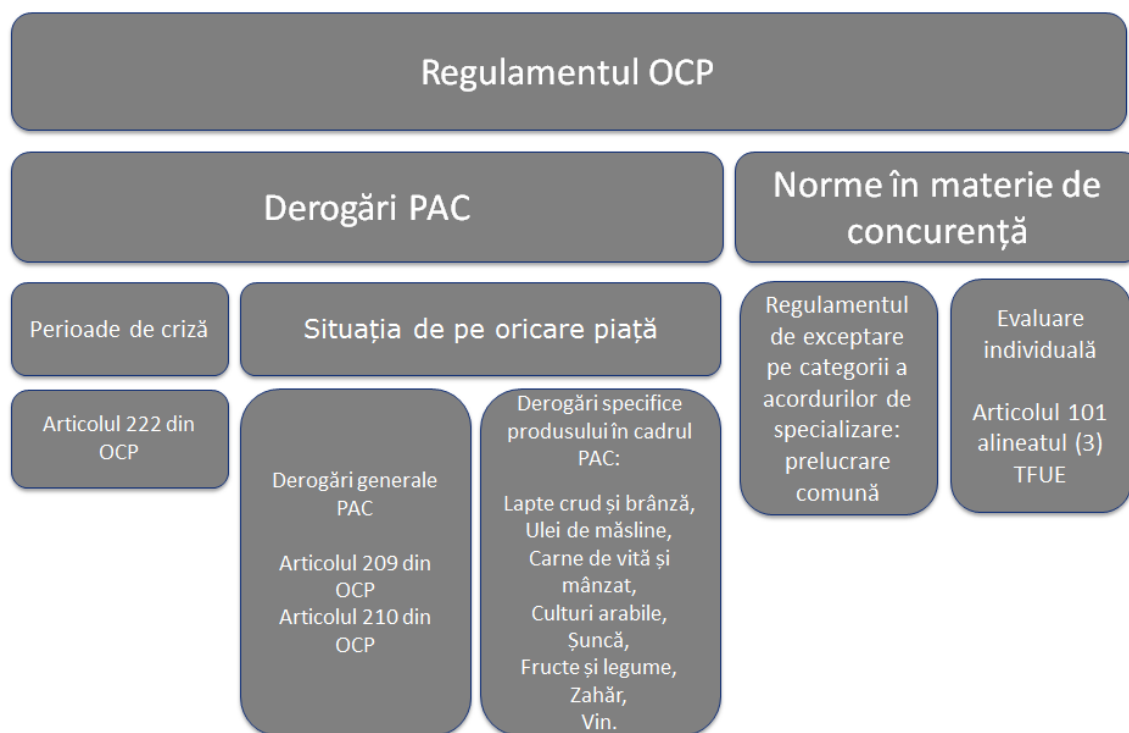 Regulamentul OCP
Derogări PAC
Norme în materie de
concurență
Perioade de criză
Situația de pe oricare piață
Articolul 222 din
OCP
Derogări generale
PAC
Articolul 209 din
OCP
Articolul 210 din
OCP
Derogări specifice
produsului în cadrul
PAC:
Lapte crud și brânză,
Ulei de măsline,
Carne de vită și
mânzat,
Culturi arabile,
Șuncă,
Fructe și legume,
Zahăr,
Vin.
Regulamentul
de exceptare
pe categorii a
acordurilor de
specializare:
prelucrare
comună
Evaluare
individuală
Articolul 101
alineatul (3)
TFUE